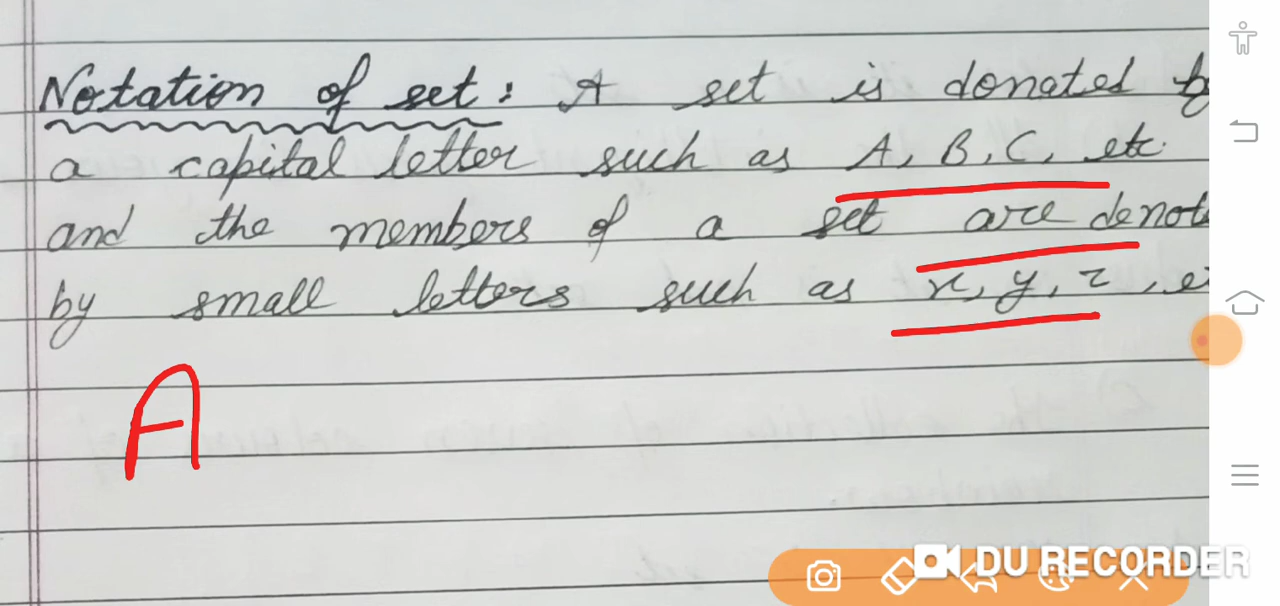 Notation of set: A set is donated
a capital letter such as A, B, C, etc.
and the members of a set are denot
by small letters such as x, y, z, e
A
DU RECORDER